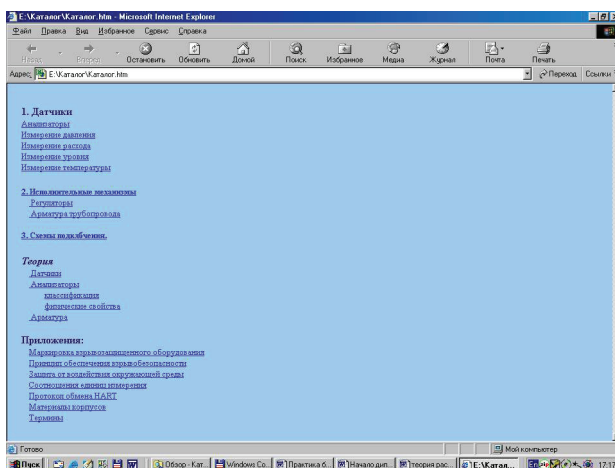 E:\Каталог\Каталог.htm - Microsoft Internet Explorer
Файл Правка Вид Избранное Сервис Справка
Назад Вперед Остановить Обновить Домой Поиск Избранное Медиа Журнал Почта Печать
Адрес: E:\Каталог\Каталог.htm Переход Ссылки
1. Датчики
Анализаторы
Измерение давления
Измерение расхода
Измерение уровня
Измерение температуры
2. Исполнительные механизмы
Регуляторы
Арматура трубопровода
3. Схемы
Теория
Датчики
Анализаторы
классификация
физические свойства
Арматура
Приложения:
Маркировка взрывозащищенного оборудования
Принцип обеспечения взрывобезопасности
Защита от воздействия окружающей среды
Соотношения единиц измерения
Протокол обмена HART
Материалы корпусов
Термины
Готово Мой компьютер
Пуск Обзор - Кат... Windows Co... Практика б... Начало дип... теория рас... E:\Катал... 17:17